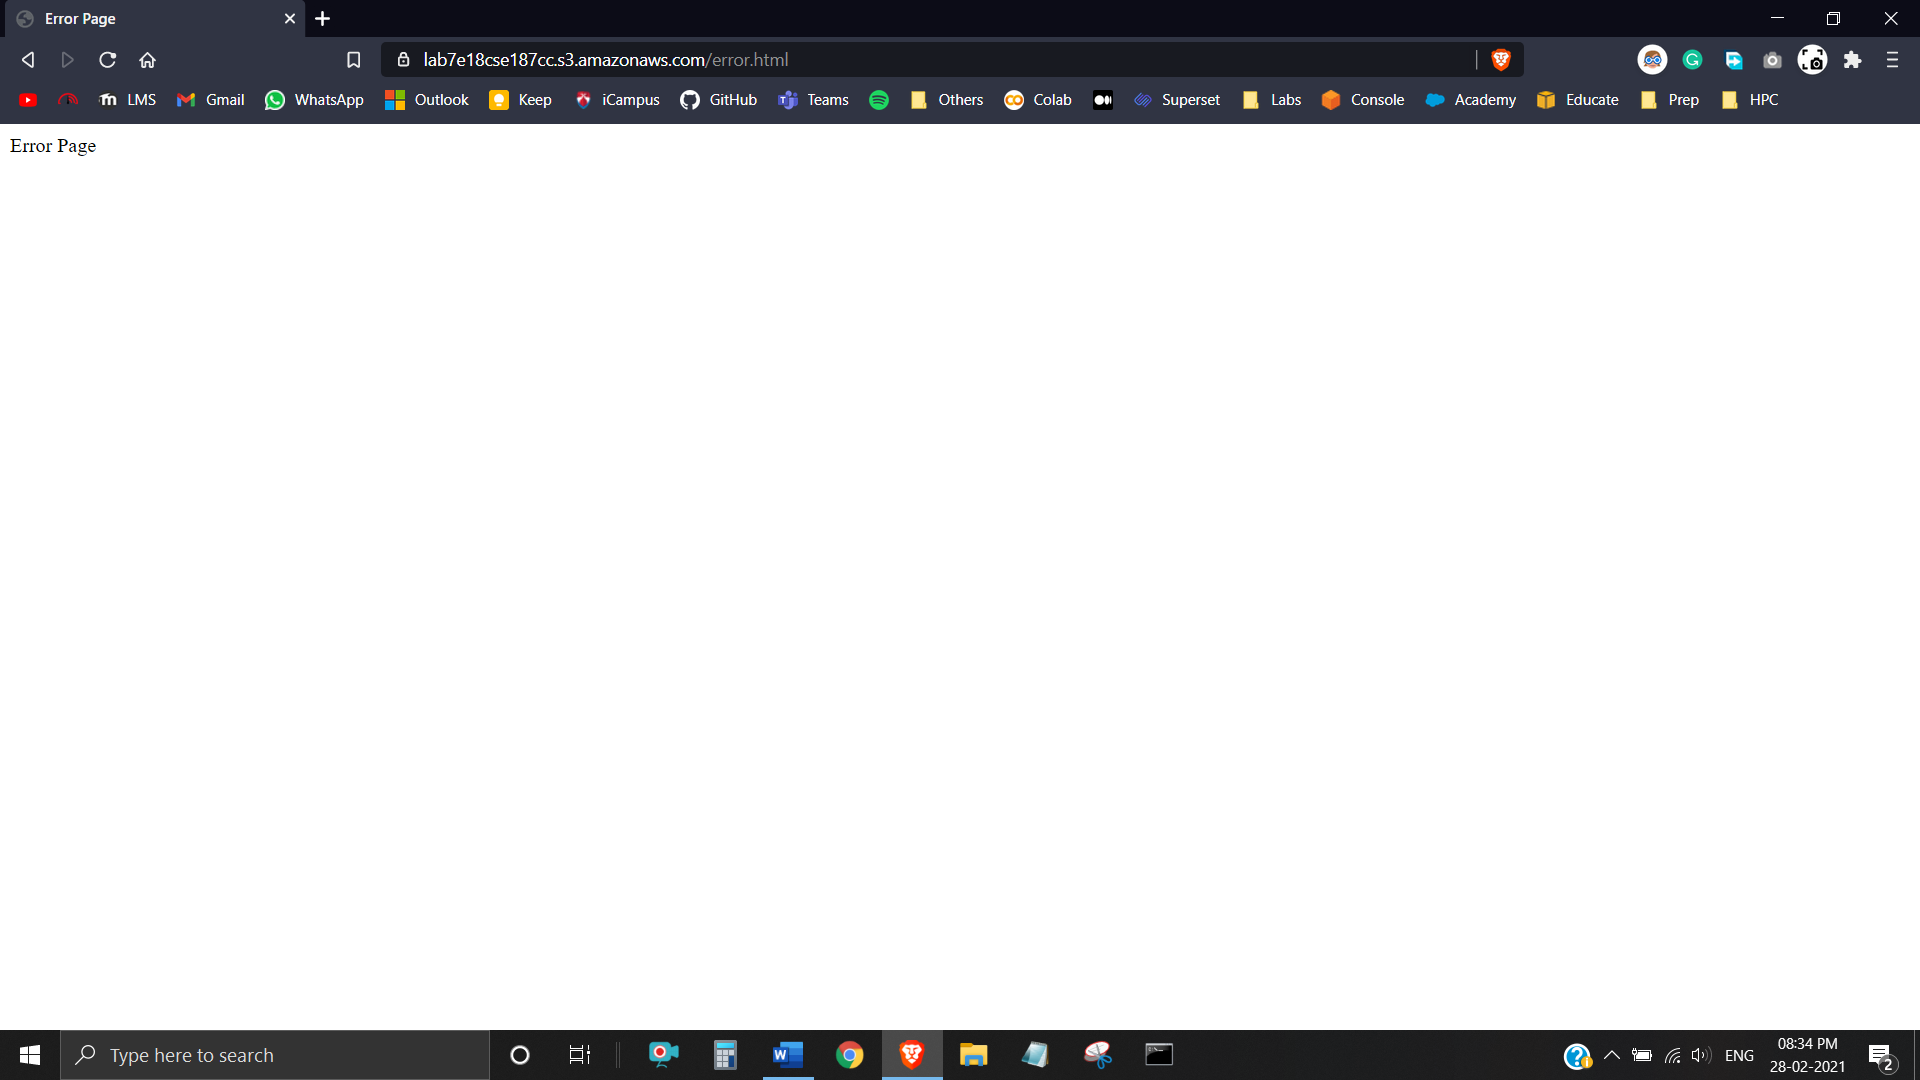 Error Page
lab7e18cse187cc.s3.amazonaws.com/error.html
LMS Gmail WhatsApp Outlook Keep iCampus GitHub Teams Others Colab Superset Labs Console Academy Educate Prep HPC
Error Page
Type here to search
ENG
08:34 PM
28-02-2021
2